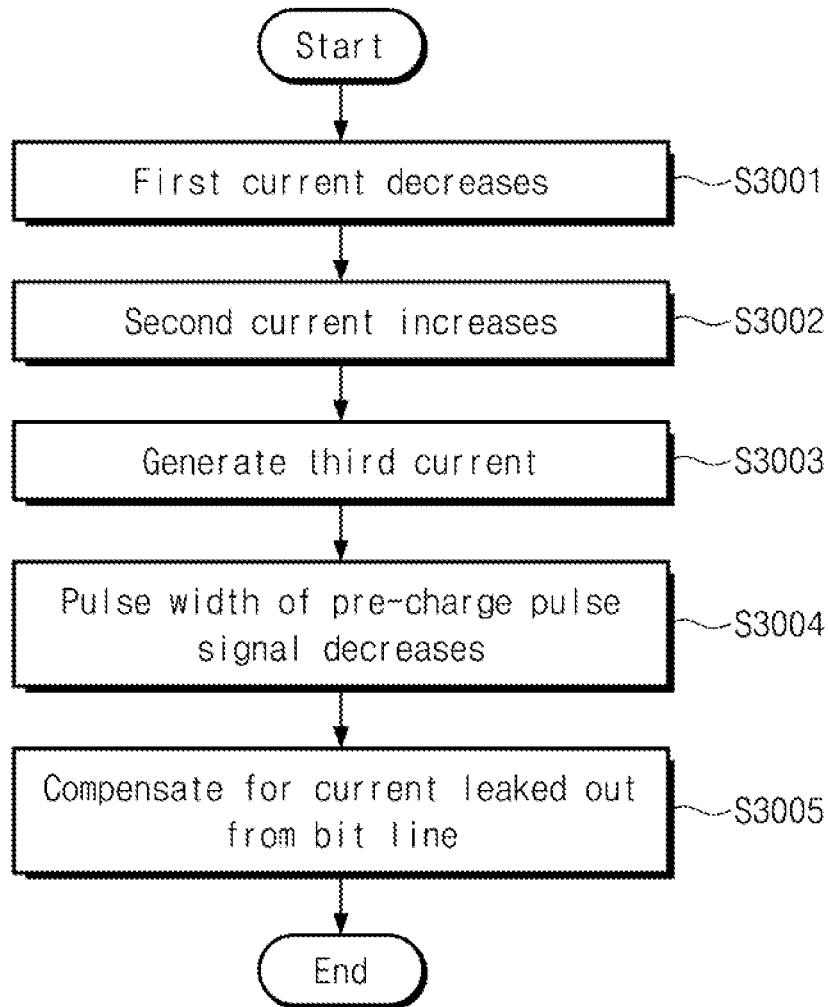 Start
First current decreases
S3001
Second current increases
S3002
Generate third current
S3003
Pulse width of pre-charge pulse
signal decreases
S3004
Compensate for current leaked out
from bit line
S3005
End